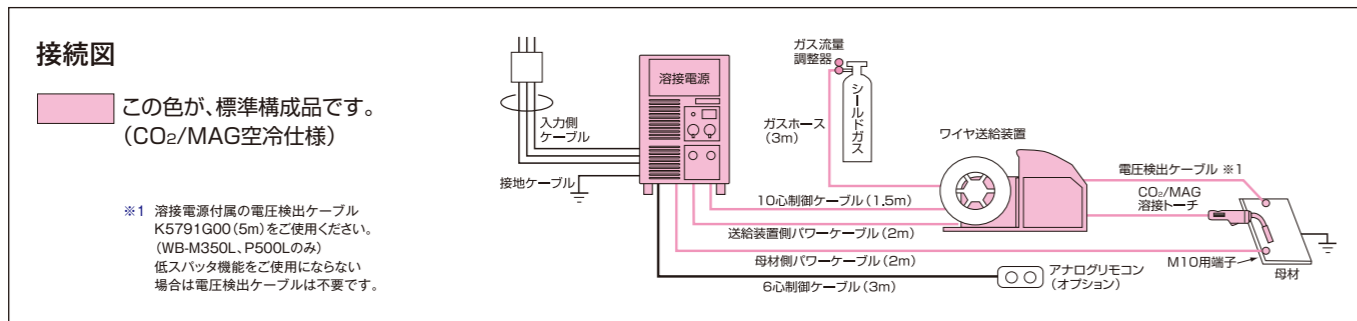 接続図
この色が、標準構成品です。
（CO₂/MAG空冷仕様）
※1 溶接電源付属の電圧検出ケーブル
K5791G00（5m）をご使用ください。
（WB-M350L、P500Lのみ）
低スパッタ機能をご使用にならない
場合は電圧検出ケーブルは不要です。
入力側
ケーブル
接地ケーブル
溶接電源
ガス流量
調整器
シールドガス
ガスホース
（3m）
ワイヤ送給装置
電圧検出ケーブル ※1
CO₂/MAG
溶接トーチ
10心制御ケーブル（1.5m）
送給装置側パワーケーブル（2m）
母材側パワーケーブル（2m）
6心制御ケーブル（3m）
アナログリモコン
（オプション）
M10用端子
母材